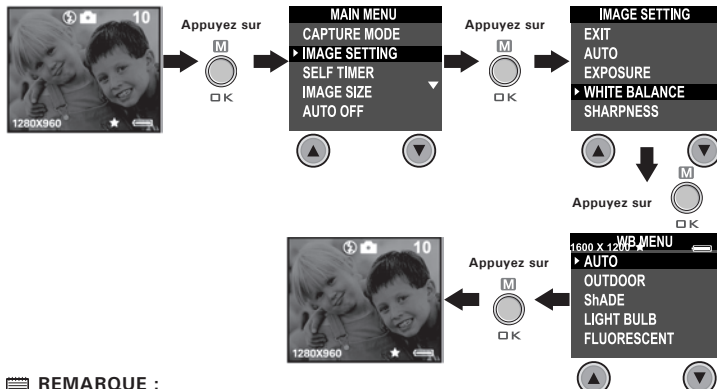 10
1280X960
Appuyez sur
M
OK
MAIN MENU
CAPTURE MODE
IMAGE SETTING
SELF TIMER
IMAGE SIZE
AUTO OFF
Appuyez sur
M
OK
IMAGE SETTING
EXIT
AUTO
EXPOSURE
WHITE BALANCE
SHARPNESS
Appuyez sur
M
OK
WB MENU
1600 X 1200
AUTO
OUTDOOR
ShADE
LIGHT BULB
FLUORESCENT
Appuyez sur
M
OK
10
1280X960
REMARQUE :